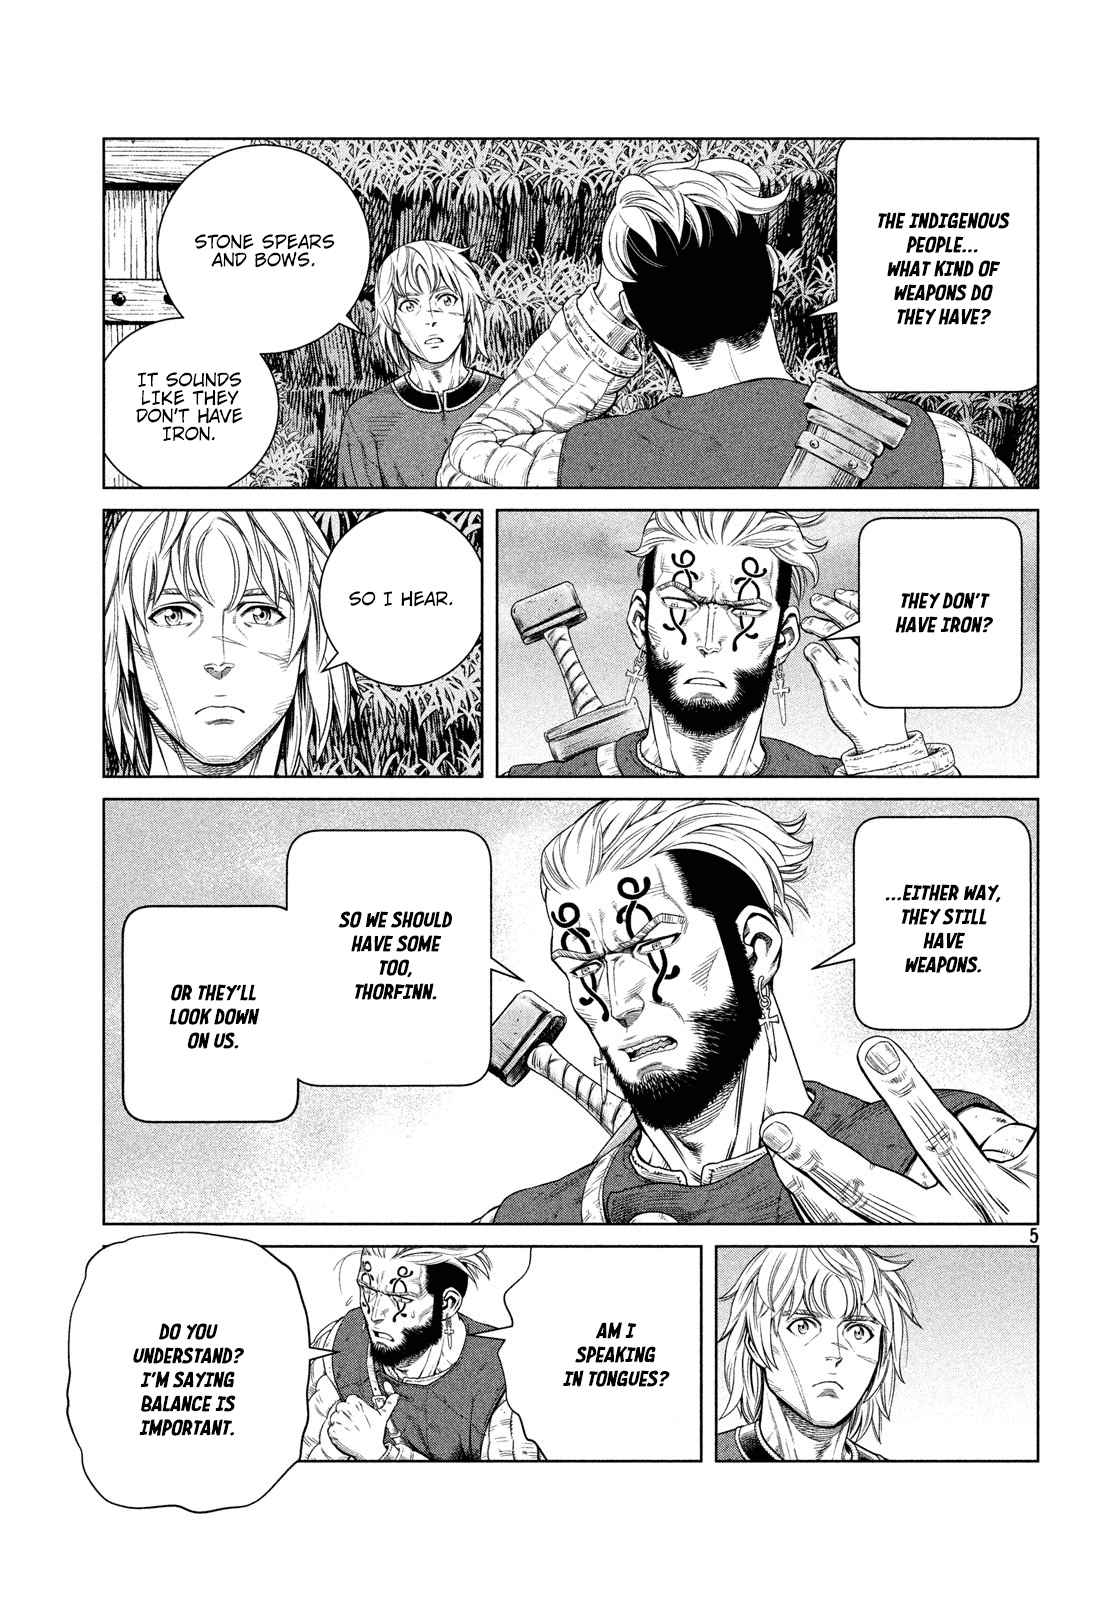 THE INDIGENOUS
PEOPLE...
WHAT KIND OF
WEAPONS DO
THEY HAVE?
STONE SPEARS
AND BOWS.
IT SOUNDS
LIKE THEY
DON'T HAVE
IRON.
THEY DON'T
HAVE IRON?
SO I HEAR.
...EITHER WAY,
THEY STILL
HAVE
WEAPONS.
SO WE SHOULD
HAVE SOME
TOO,
THORFINN.
OR THEY'LL
LOOK DOWN
ON US.
5
AM I
SPEAKING
IN TONGUES?
DO YOU
UNDERSTAND?
I'M SAYING
BALANCE IS
IMPORTANT.